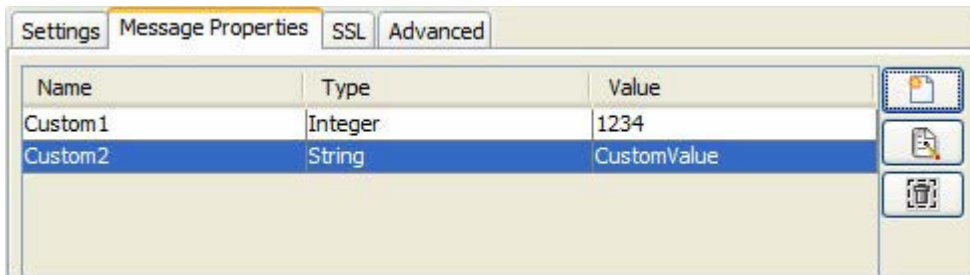 Settings Message Properties SSL Advanced
Name Type Value
Custom1 Integer 1234
Custom2 String CustomValue